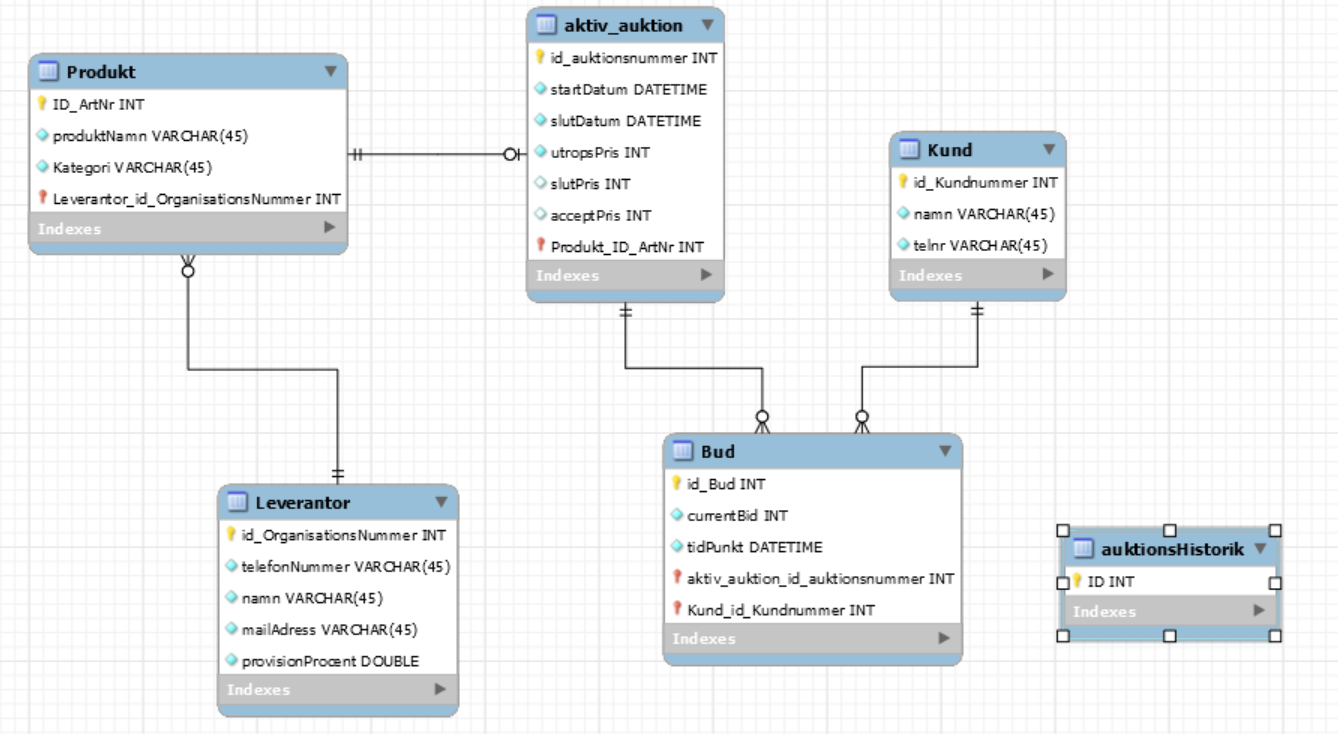 Produkt
ID_ArtNr INT
produktNamn VARCHAR(45)
Kategori VARCHAR(45)
Leverantor_id_OrganisationsNummer INT
Indexes
aktiv_auktion
id_auktionsnummer INT
startDatum DATETIME
slutDatum DATETIME
utropsPris INT
slutPris INT
acceptPris INT
Produkt_ID_ArtNr INT
Indexes
Kund
id_Kundnummer INT
namn VARCHAR(45)
telnr VARCHAR(45)
Indexes
Leverantor
id_OrganisationsNummer INT
telefonNummer VARCHAR(45)
namn VARCHAR(45)
mailAdress VARCHAR(45)
provisionProcent DOUBLE
Indexes
Bud
id_Bud INT
currentBid INT
tidPunkt DATETIME
aktiv_auktion_id_auktionsnummer INT
Kund_id_Kundnummer INT
Indexes
auktionsHistorik
ID INT
Indexes